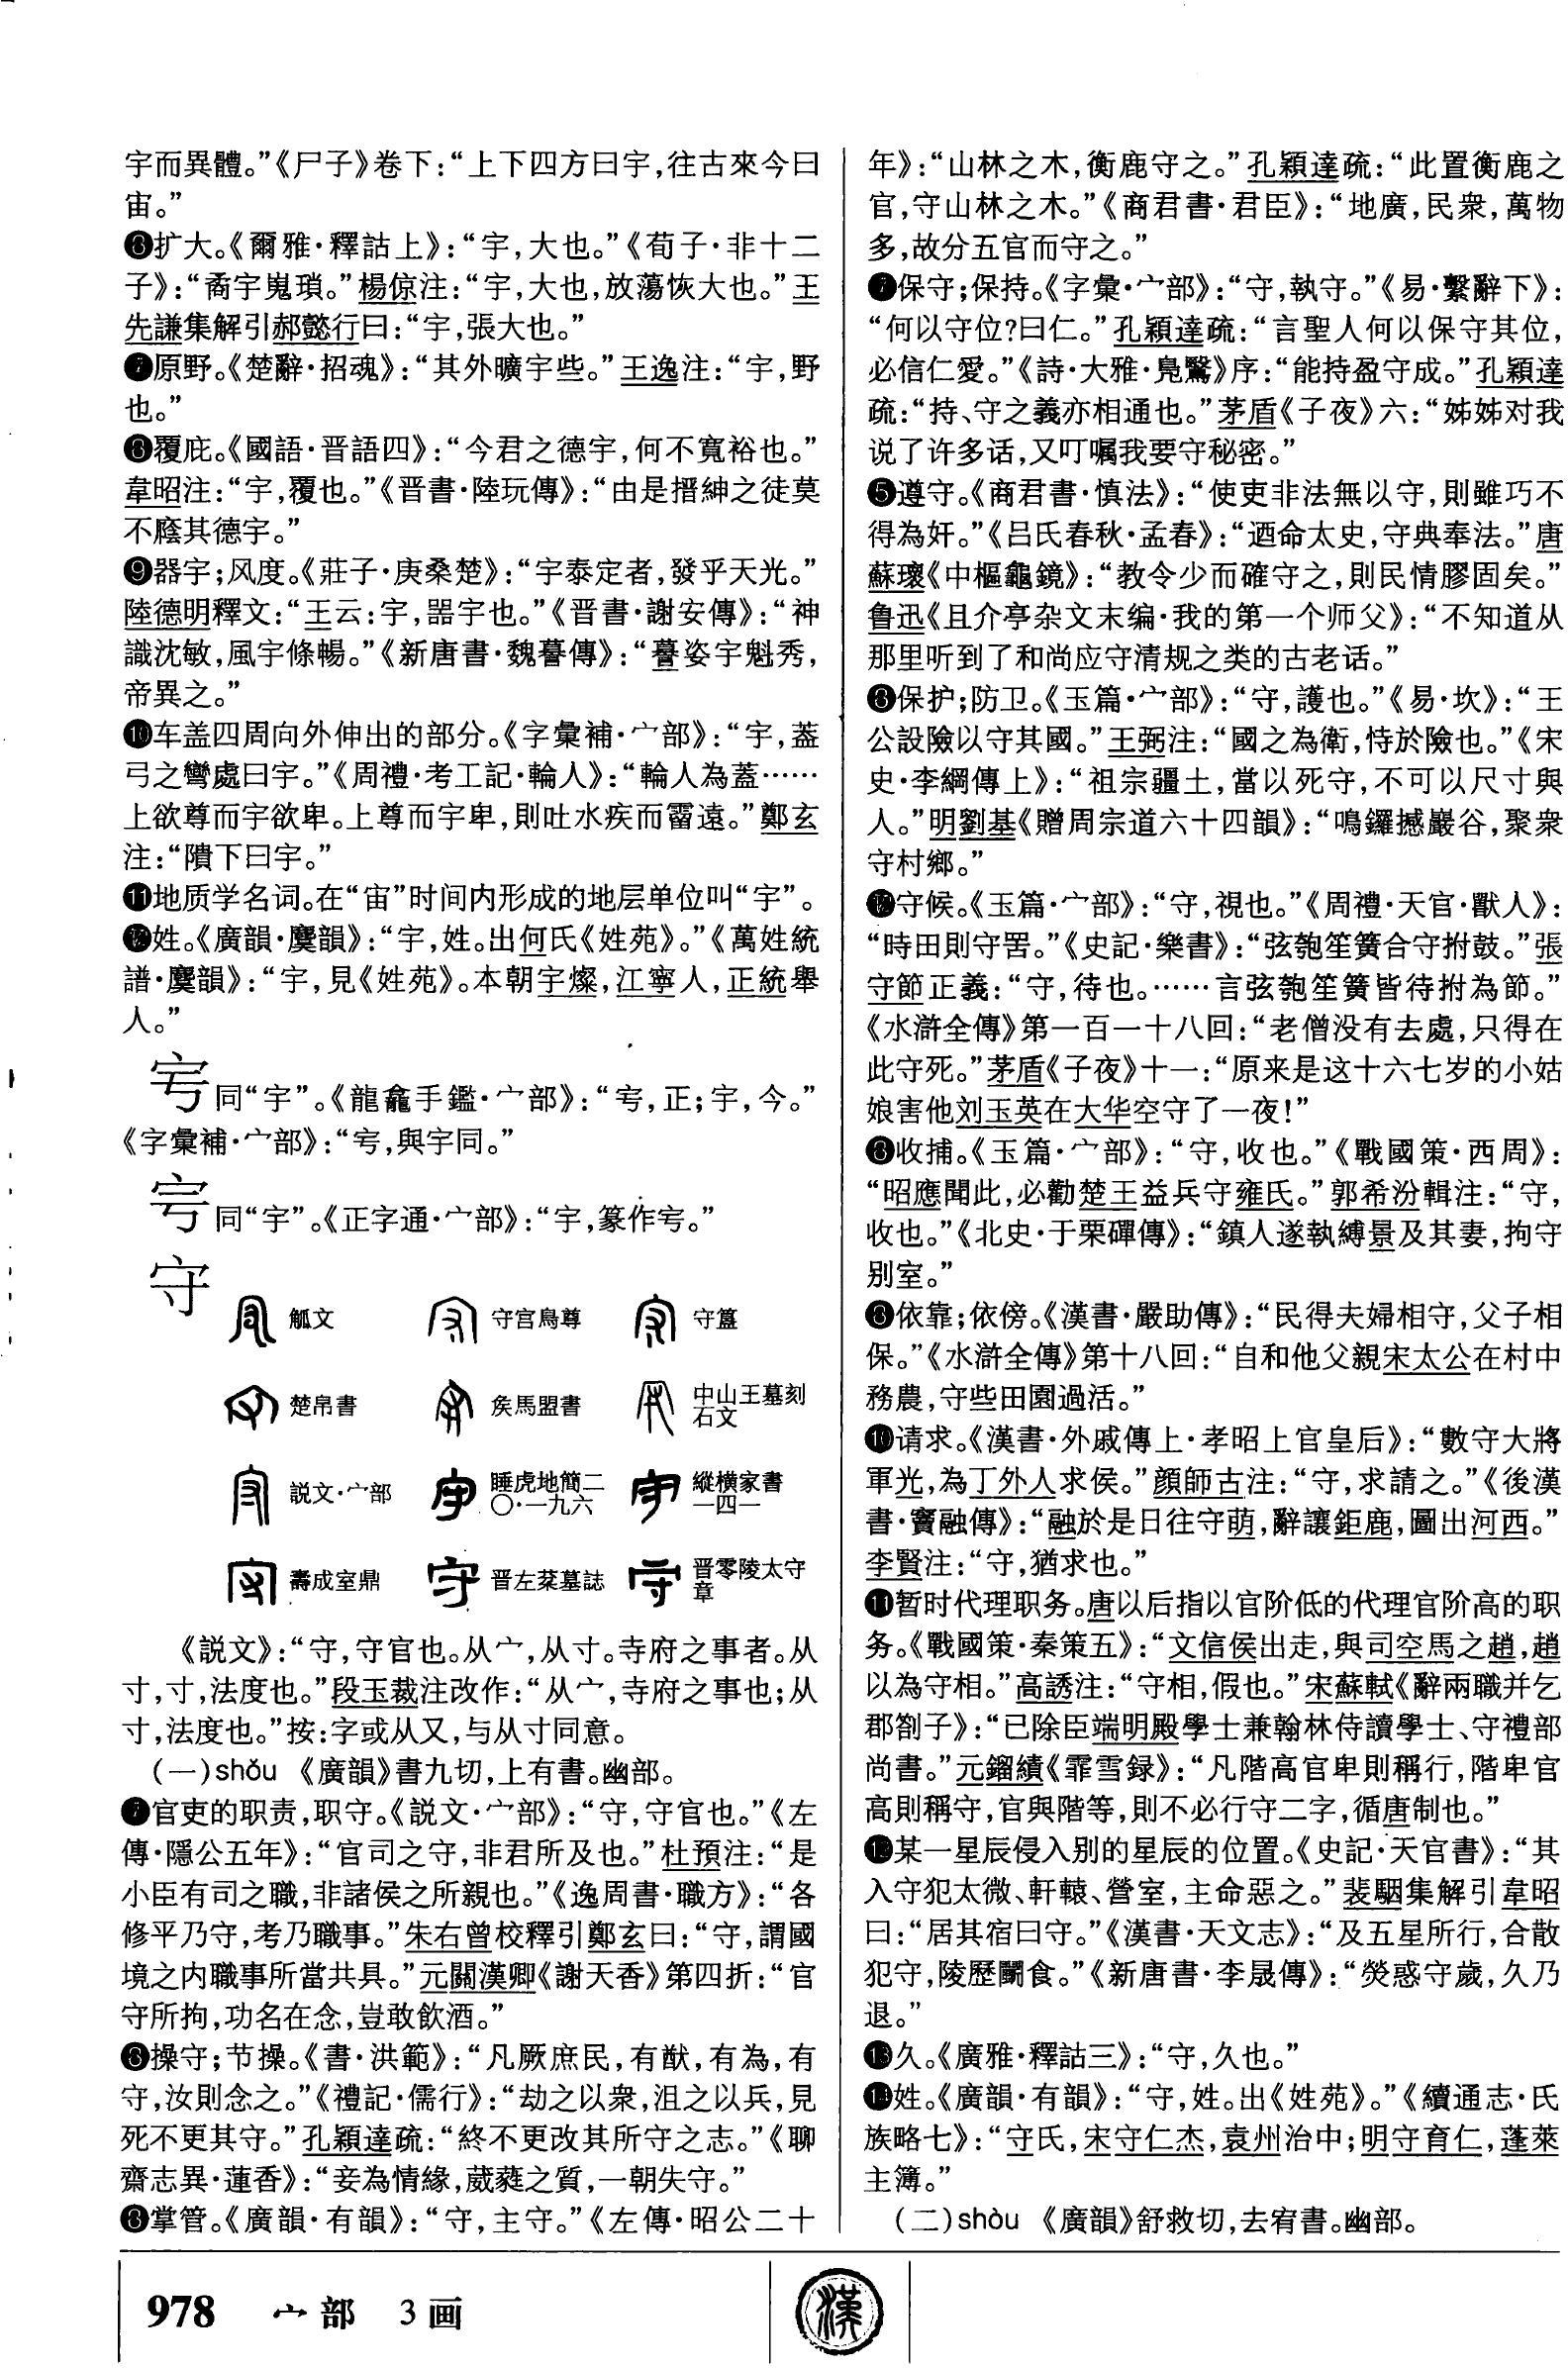 宇而異體。”《尸子》卷下：“上下四方曰宇，往古來今曰
宙。”
❻扩大。《爾雅·釋詁上》：“宇，大也。”《荀子·非十二
子》：“矞宇嵬瑣。”楊倞注：“宇，大也，放蕩恢大也。”王
先謙集解引郝懿行曰：“宇，張大也。”
❼原野。《楚辭·招魂》：“其外曠宇些。”王逸注：“宇，野
也。”
❽覆庇。《國語·晋語四》：“今君之德宇，何不寬裕也。”
韋昭注：“宇，覆也。”《晋書·陸玩傳》：“由是搢紳之徒莫
不廕其德宇。”
❾器宇；风度。《莊子·庚桑楚》：“宇泰定者，發乎天光。”
陸德明釋文：“王云：宇，器宇也。”《晋書·謝安傳》：“神
識沈敏，風宇條暢。”《新唐書·魏謩傳》：“謩姿宇魁秀，
帝異之。”
❿车盖四周向外伸出的部分。《字彙補·宀部》：“宇，蓋
弓之彎處曰宇。”《周禮·考工記·輪人》：“輪人為蓋……
上欲尊而宇欲卑。上尊而宇卑，則吐水疾而霤遠。”鄭玄
注：“隤下曰宇。”
⓫地质学名词。在“宙”时间内形成的地层单位叫“宇”。
⓬姓。《廣韻·麌韻》：“宇，姓。出何氏《姓苑》。”《萬姓統
譜·麌韻》：“宇，見《姓苑》。本朝宇燦，江寧人，正統舉
人。”
同“宇”。《龍龕手鑑·宀部》：“，正；宇，今。”
《字彙補·宀部》：“，與宇同。”
同“宇”。《正字通·宀部》：“宇，篆作。”
守
觚文 守宫鳥尊 守簋
楚帛書 矦馬盟書 中山王墓刻石文
説文·宀部 睡虎地簡二〇·一九六 縱横家書一四一
壽成室鼎 晋左棻墓誌 晋零陵太守章
《説文》：“守，守官也。从宀，从寸。寺府之事者。从
寸，寸，法度也。”段玉裁注改作：“从宀，寺府之事也；从
寸，法度也。”按：字或从又，与从寸同意。
（一）shǒu 《廣韻》書九切，上有書。幽部。
官吏的职责，职守。《説文·宀部》：“守，守官也。”《左
傳·隱公五年》：“官司之守，非君所及也。”杜預注：“是
小臣有司之職，非諸侯之所親也。”《逸周書·職方》：“各
修平乃守，考乃職事。”朱右曾校釋引鄭玄曰：“守，謂國
境之内職事所當共具。”元關漢卿《謝天香》第四折：“官
守所拘，功名在念，豈敢飲酒。”
操守；节操。《書·洪範》：“凡厥庶民，有猷，有為，有
守，汝則念之。”《禮記·儒行》：“劫之以衆，沮之以兵，見
死不更其守。”孔穎達疏：“終不更改其所守之志。”《聊
齋志異·蓮香》：“妾為情緣，葳蕤之質，一朝失守。”
掌管。《廣韻·有韻》：“守，主守。”《左傳·昭公二十
年》：“山林之木，衡鹿守之。”孔穎達疏：“此置衡鹿之
官，守山林之木。”《商君書·君臣》：“地廣，民衆，萬物
多，故分五官而守之。”
保守；保持。《字彙·宀部》：“守，執守。”《易·繫辭下》：
“何以守位？曰仁。”孔穎達疏：“言聖人何以保守其位，
必信仁愛。”《詩·大雅·鳧鷖》序：“能持盈守成。”孔穎達
疏：“持、守之義亦相通也。”茅盾《子夜》六：“姊姊对我
说了许多话，又叮嘱我要守秘密。”
❺遵守。《商君書·慎法》：“使吏非法無以守，則雖巧不
得為奸。”《吕氏春秋·孟春》：“迺命太史，守典奉法。”唐
蘇瓌《中樞龜鏡》：“教令少而確守之，則民情膠固矣。”
鲁迅《且介亭杂文末编·我的第一个师父》：“不知道从
那里听到了和尚应守清规之类的古老话。”
保护；防卫。《玉篇·宀部》：“守，護也。”《易·坎》：“王
公設險以守其國。”王弼注：“國之為衛，恃於險也。”《宋
史·李綱傳上》：“祖宗疆土，當以死守，不可以尺寸與
人。”明劉基《贈周宗道六十四韻》：“鳴鑼撼巖谷，聚衆
守村鄉。”
守候。《玉篇·宀部》：“守，視也。”《周禮·天官·獸人》：
“時田則守罟。”《史記·樂書》：“弦匏笙簧合守拊鼓。”張
守節正義：“守，待也。……言弦匏笙簧皆待拊為節。”
《水滸全傳》第一百一十八回：“老僧没有去處，只得在
此守死。”茅盾《子夜》十一：“原来是这十六七岁的小姑
娘害他刘玉英在大华空守了一夜！”
收捕。《玉篇·宀部》：“守，收也。”《戰國策·西周》：
“昭應聞此，必勸楚王益兵守雍氏。”郭希汾輯注：“守，
收也。”《北史·于栗磾傳》：“鎮人遂執縛景及其妻，拘守
别室。”
依靠；依傍。《漢書·嚴助傳》：“民得夫婦相守，父子相
保。”《水滸全傳》第十八回：“自和他父親宋太公在村中
務農，守些田園過活。”
❿请求。《漢書·外戚傳上·孝昭上官皇后》：“數守大將
軍光，為丁外人求侯。”顔師古注：“守，求請之。”《後漢
書·竇融傳》：“融於是日往守萌，辭讓鉅鹿，圖出河西。”
李賢注：“守，猶求也。”
⓫暂时代理职务。唐以后指以官阶低的代理官阶高的职
务。《戰國策·秦策五》：“文信侯出走，與司空馬之趙，趙
以為守相。”高誘注：“守相，假也。”宋蘇軾《辭兩職并乞
郡劄子》：“已除臣端明殿學士兼翰林侍讀學士、守禮部
尚書。”元鎦績《霏雪録》：“凡階高官卑則稱行，階卑官
高則稱守，官與階等，則不必行守二字，循唐制也。”
⓬某一星辰侵入别的星辰的位置。《史記·天官書》：“其
入守犯太微、軒轅、營室，主命惡之。”裴駰集解引韋昭
曰：“居其宿曰守。”《漢書·天文志》：“及五星所行，合散
犯守，陵歷鬭食。”《新唐書·李晟傳》：“熒惑守歲，久乃
退。”
⓭久。《廣雅·釋詁三》：“守，久也。”
⓮姓。《廣韻·有韻》：“守，姓。出《姓苑》。”《續通志·氏
族略七》：“守氏，宋守仁杰，袁州治中；明守育仁，蓬萊
主簿。”
（二）shòu 《廣韻》舒救切，去宥書。幽部。
978 宀部 3画
漢